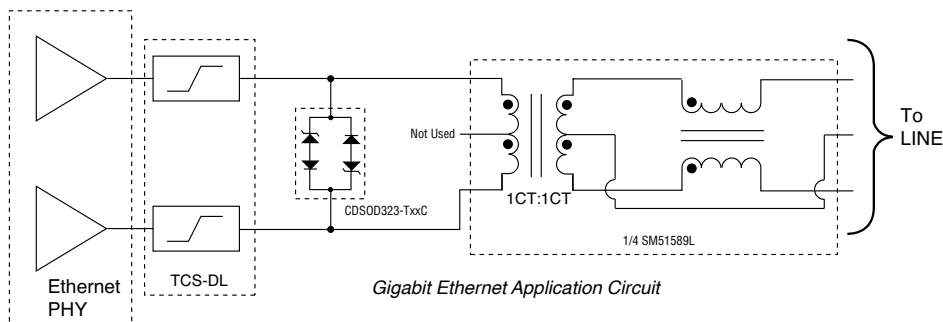 To
LINE
Not Used
1CT:1CT
CDSOD323-TxxC
1/4 SM51589L
TCS-DL
Ethernet
PHY
Gigabit Ethernet Application Circuit